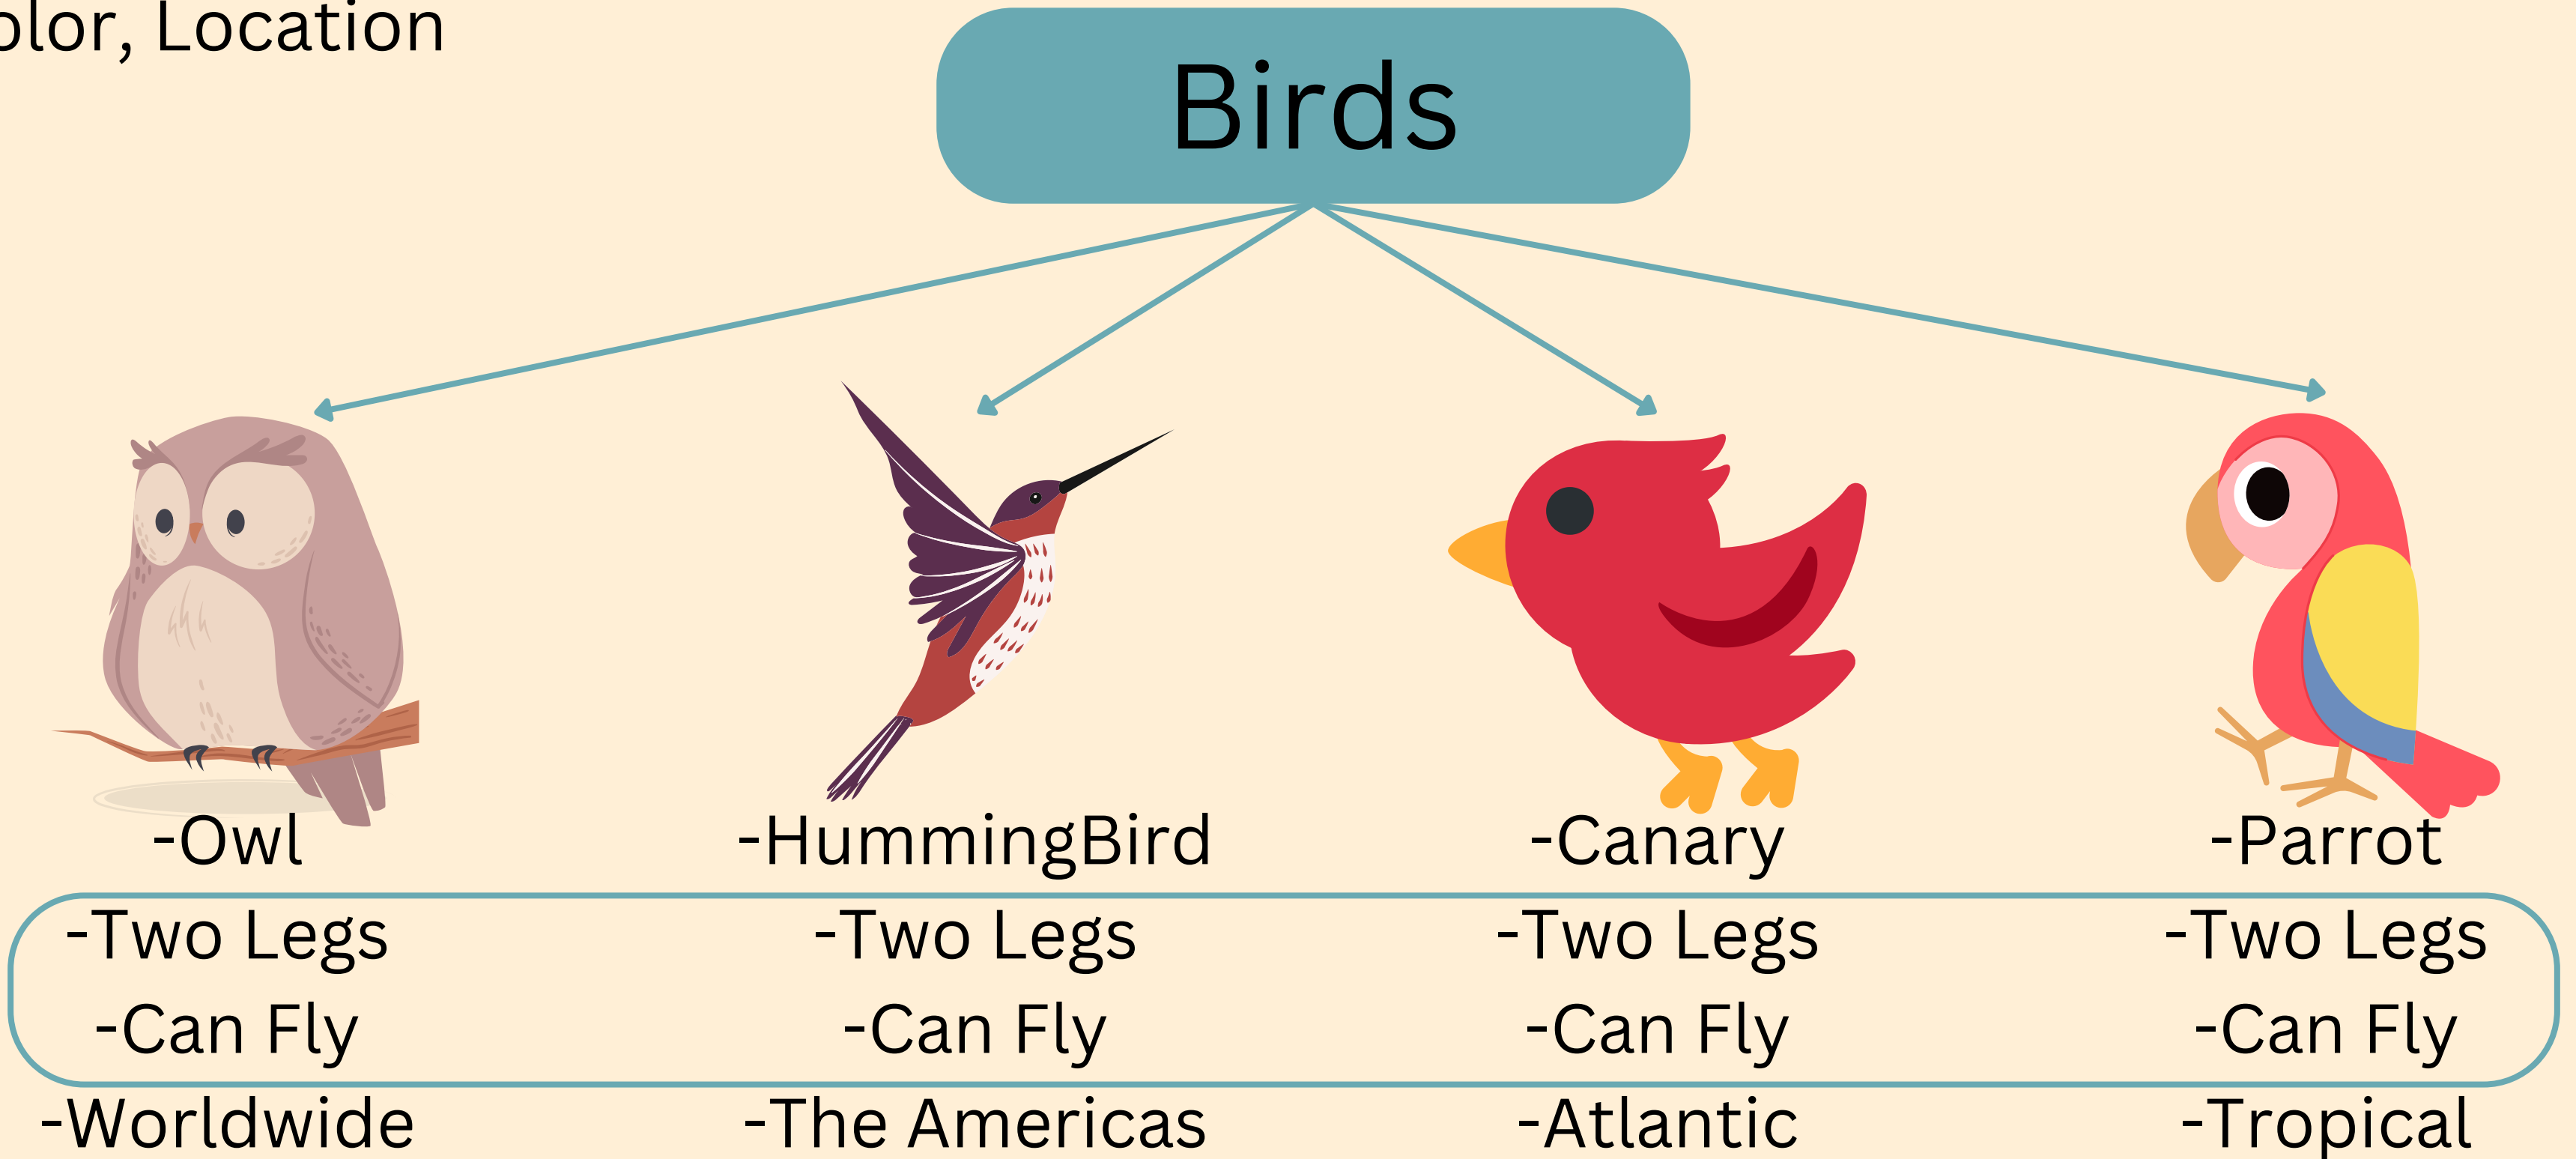 olor, Location
Birds
-Owl
-HummingBird
-Canary
-Parrot
-Two Legs
-Two Legs
-Two Legs
-Two Legs
-Can Fly
-Can Fly
-Can Fly
-Can Fly
-Worldwide
-The Americas
-Atlantic
-Tropical